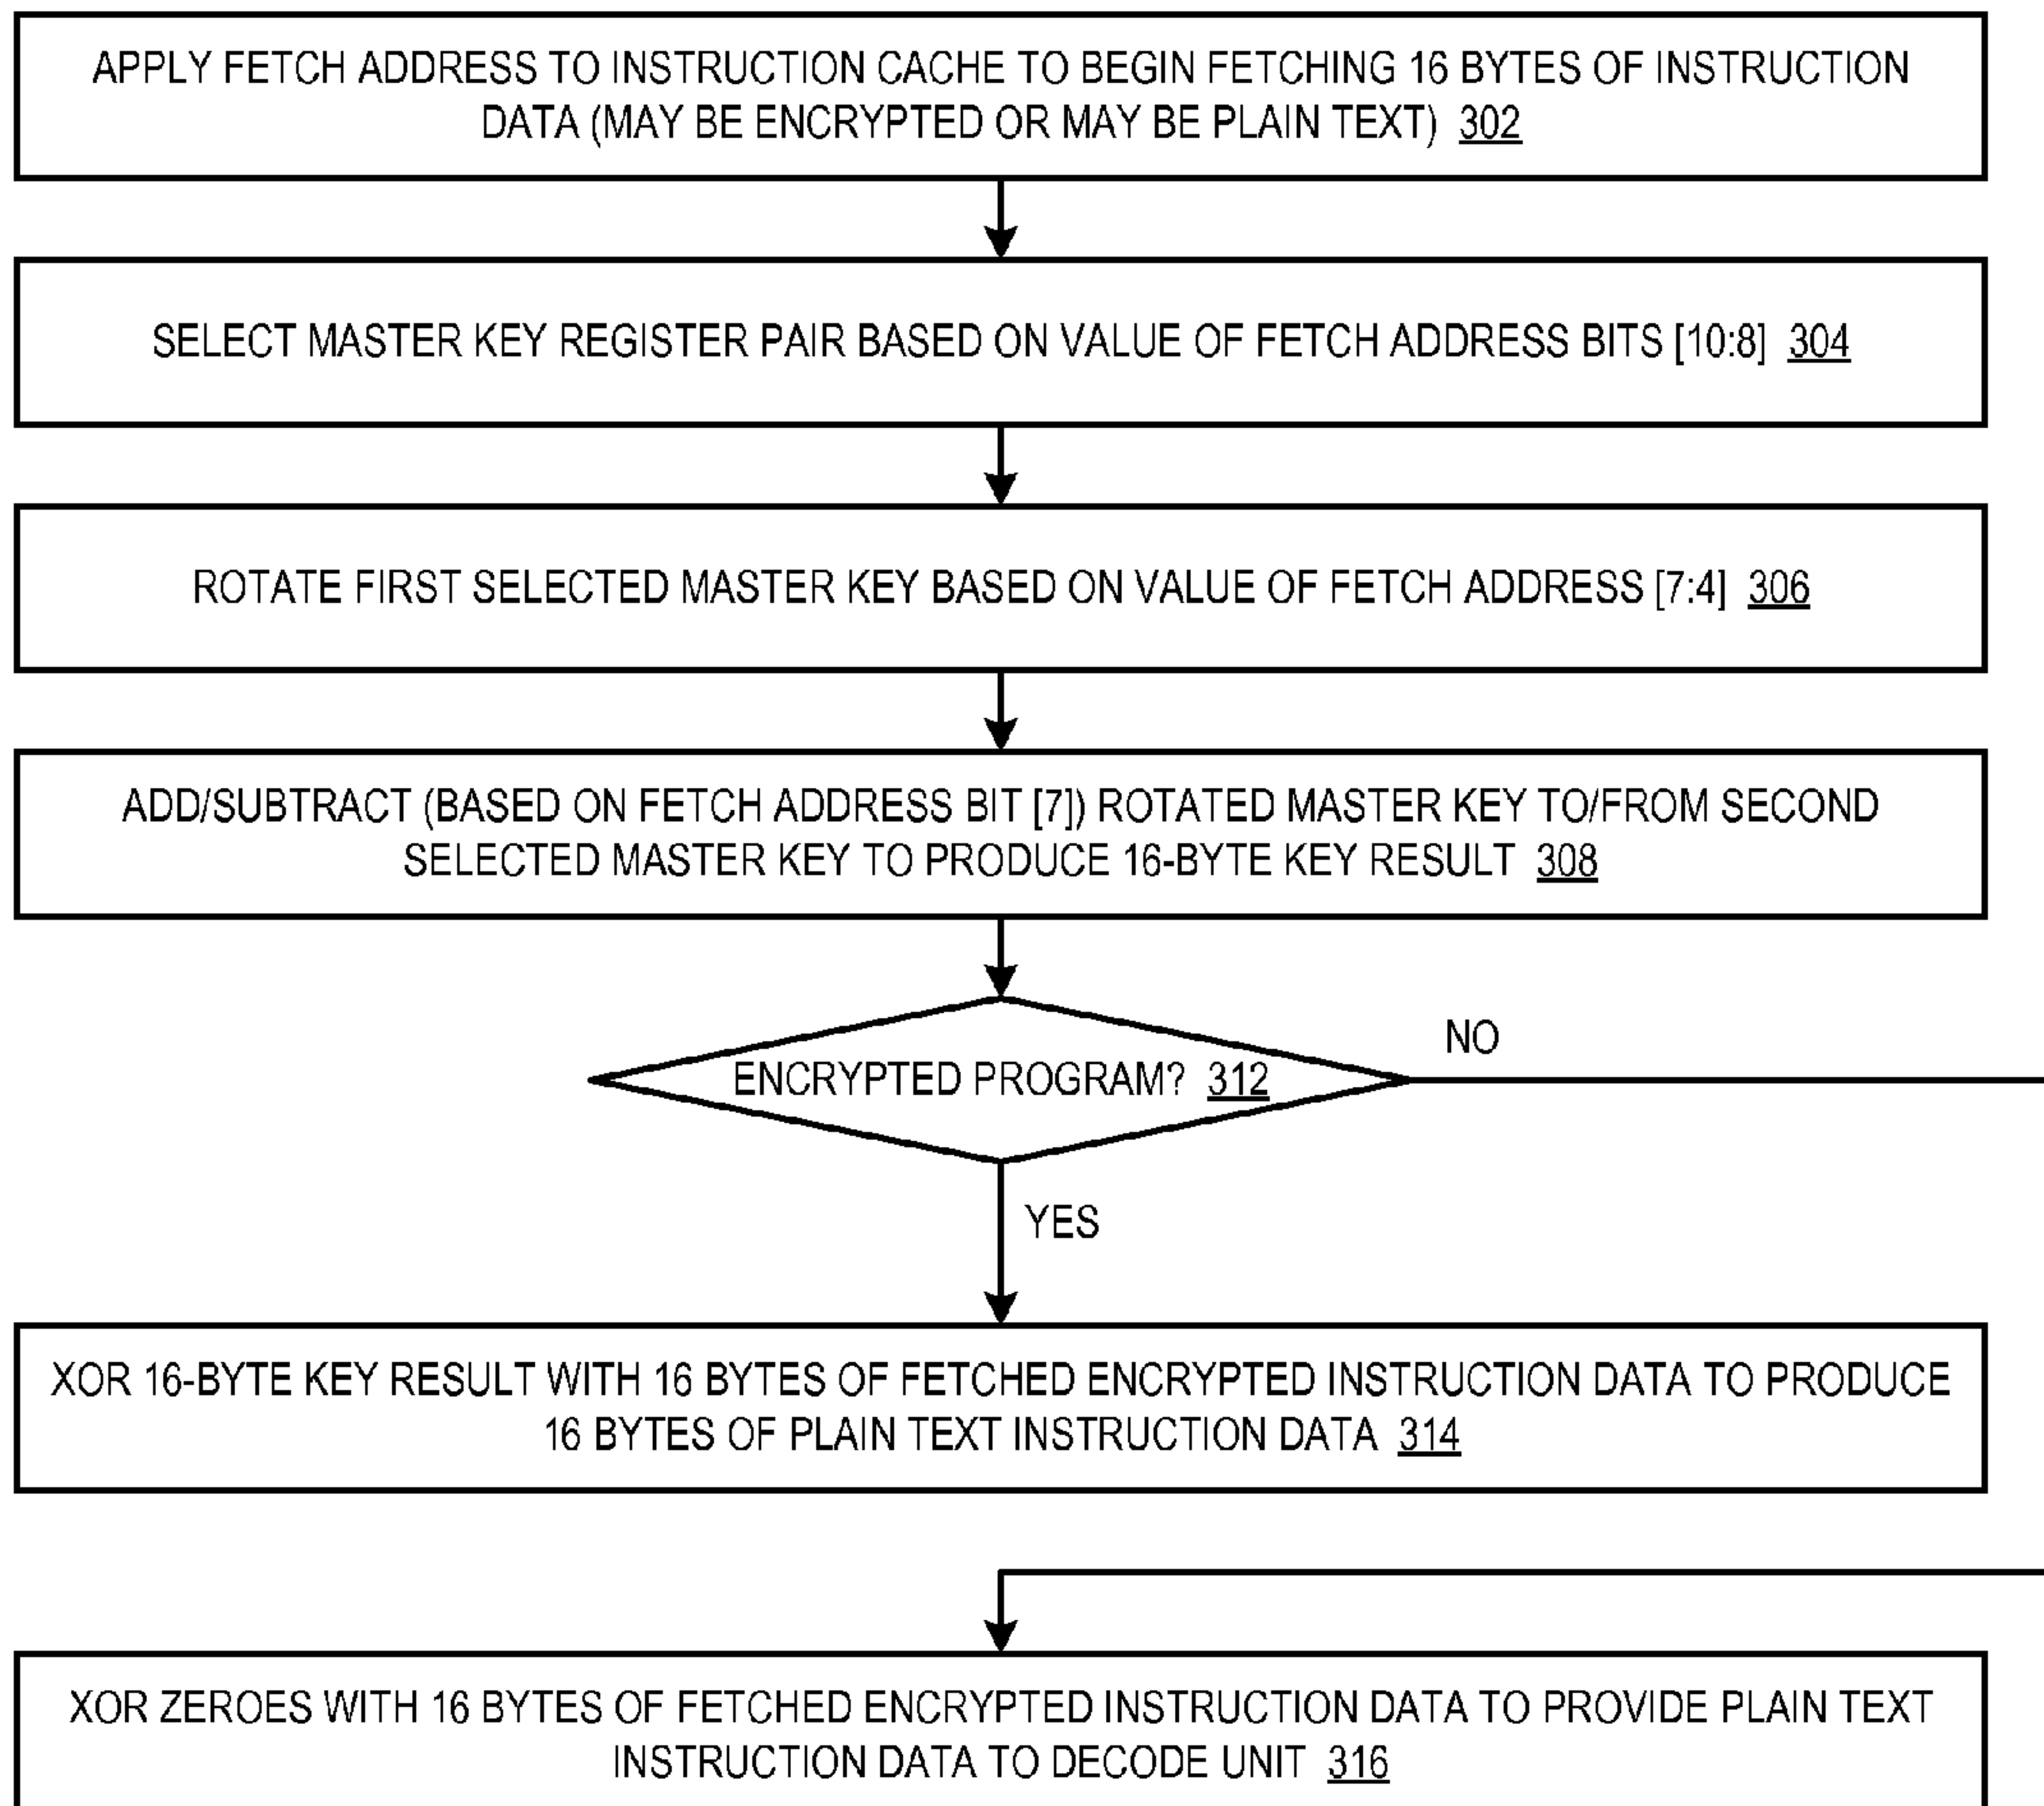 APPLY FETCH ADDRESS TO INSTRUCTION CACHE TO BEGIN FETCHING 16 BYTES OF INSTRUCTION
DATA (MAY BE ENCRYPTED OR MAY BE PLAIN TEXT) 302
SELECT MASTER KEY REGISTER PAIR BASED ON VALUE OF FETCH ADDRESS BITS [10:8] 304
ROTATE FIRST SELECTED MASTER KEY BASED ON VALUE OF FETCH ADDRESS [7:4] 306
ADD/SUBTRACT (BASED ON FETCH ADDRESS BIT [7]) ROTATED MASTER KEY TO/FROM SECOND
SELECTED MASTER KEY TO PRODUCE 16-BYTE KEY RESULT 308
NO
ENCRYPTED PROGRAM? 312
YES
XOR 16-BYTE KEY RESULT WITH 16 BYTES OF FETCHED ENCRYPTED INSTRUCTION DATA TO PRODUCE
16 BYTES OF PLAIN TEXT INSTRUCTION DATA 314
XOR ZEROES WITH 16 BYTES OF FETCHED ENCRYPTED INSTRUCTION DATA TO PROVIDE PLAIN TEXT
INSTRUCTION DATA TO DECODE UNIT 316